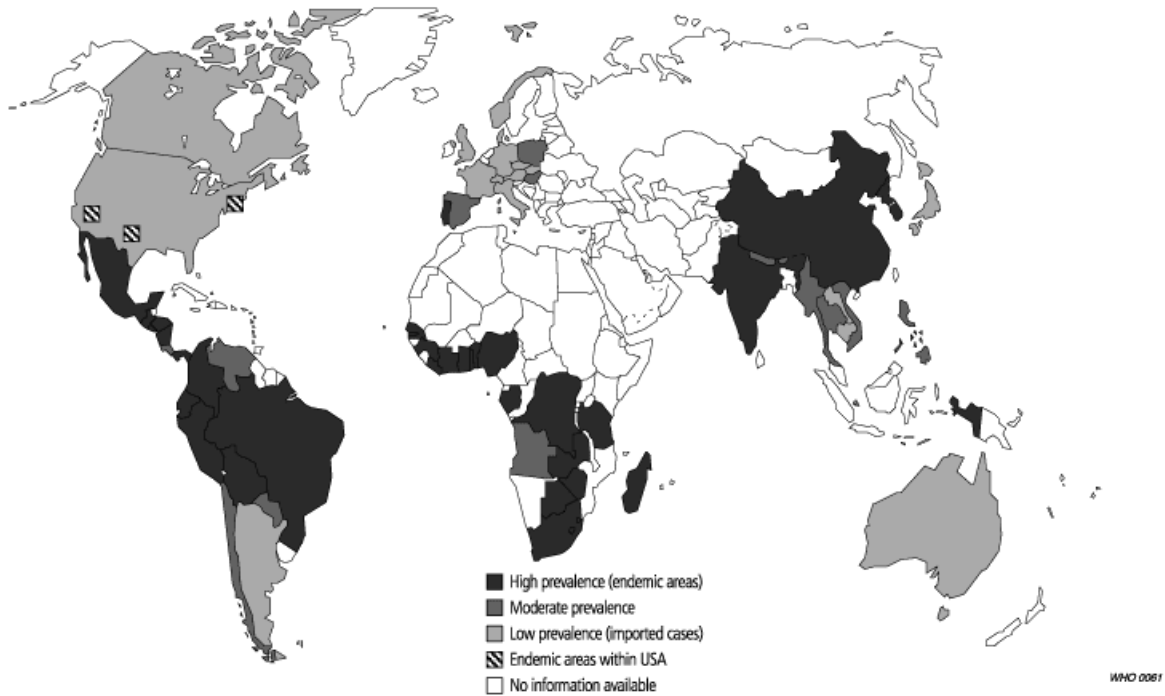 High prevalence (endemic areas)
Moderate prevalence
Low prevalence (imported cases)
Endemic areas within USA
No information available
WHO 0061